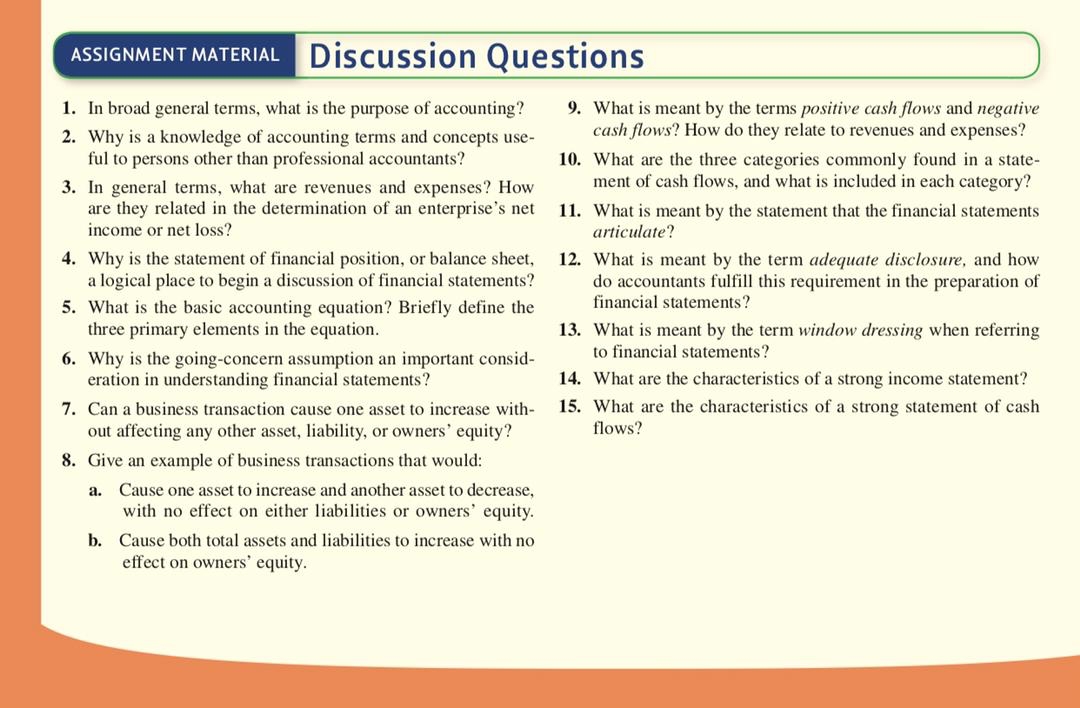 ASSIGNMENT MATERIAL Discussion Questions
1. In broad general terms, what is the purpose of accounting?
2. Why is a knowledge of accounting terms and concepts use-
ful to persons other than professional accountants?
3. In general terms, what are revenues and expenses? How
are they related in the determination of an enterprise’s net
income or net loss?
4. Why is the statement of financial position, or balance sheet,
a logical place to begin a discussion of financial statements?
5. What is the basic accounting equation? Briefly define the
three primary elements in the equation.
6. Why is the going-concern assumption an important consid-
eration in understanding financial statements?
7. Can a business transaction cause one asset to increase with-
out affecting any other asset, liability, or owners’ equity?
8. Give an example of business transactions that would:
a. Cause one asset to increase and another asset to decrease,
with no effect on either liabilities or owners’ equity.
b. Cause both total assets and liabilities to increase with no
effect on owners’ equity.
9. What is meant by the terms positive cash flows and negative
cash flows? How do they relate to revenues and expenses?
10. What are the three categories commonly found in a state-
ment of cash flows, and what is included in each category?
11. What is meant by the statement that the financial statements
articulate?
12. What is meant by the term adequate disclosure, and how
do accountants fulfill this requirement in the preparation of
financial statements?
13. What is meant by the term window dressing when referring
to financial statements?
14. What are the characteristics of a strong income statement?
15. What are the characteristics of a strong statement of cash
flows?